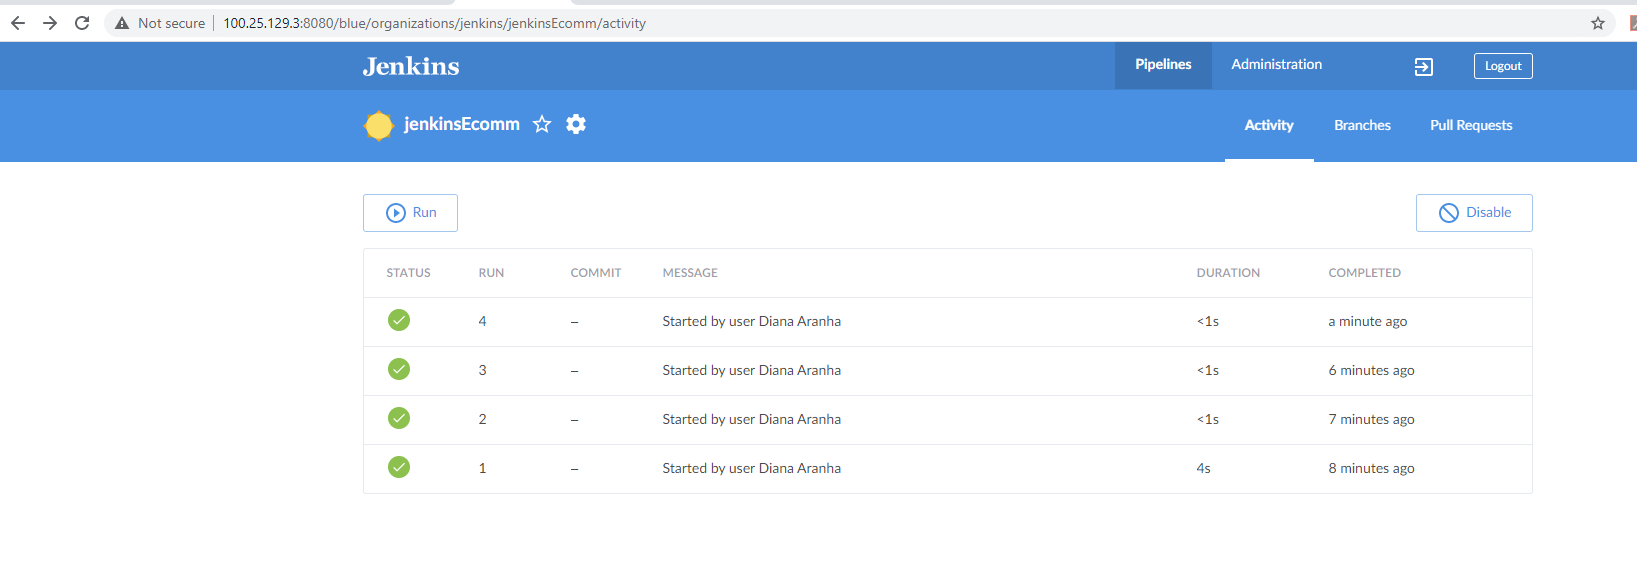 Not secure | 100.25.129.3:8080/blue/organizations/jenkins/jenkinsEcomm/activity
Jenkins Pipelines Administration Logout
jenkinsEcomm Activity Branches Pull Requests
Run Disable
STATUS RUN COMMIT MESSAGE DURATION COMPLETED
4 – Started by user Diana Aranha <1s a minute ago
3 – Started by user Diana Aranha <1s 6 minutes ago
2 – Started by user Diana Aranha <1s 7 minutes ago
1 – Started by user Diana Aranha 4s 8 minutes ago